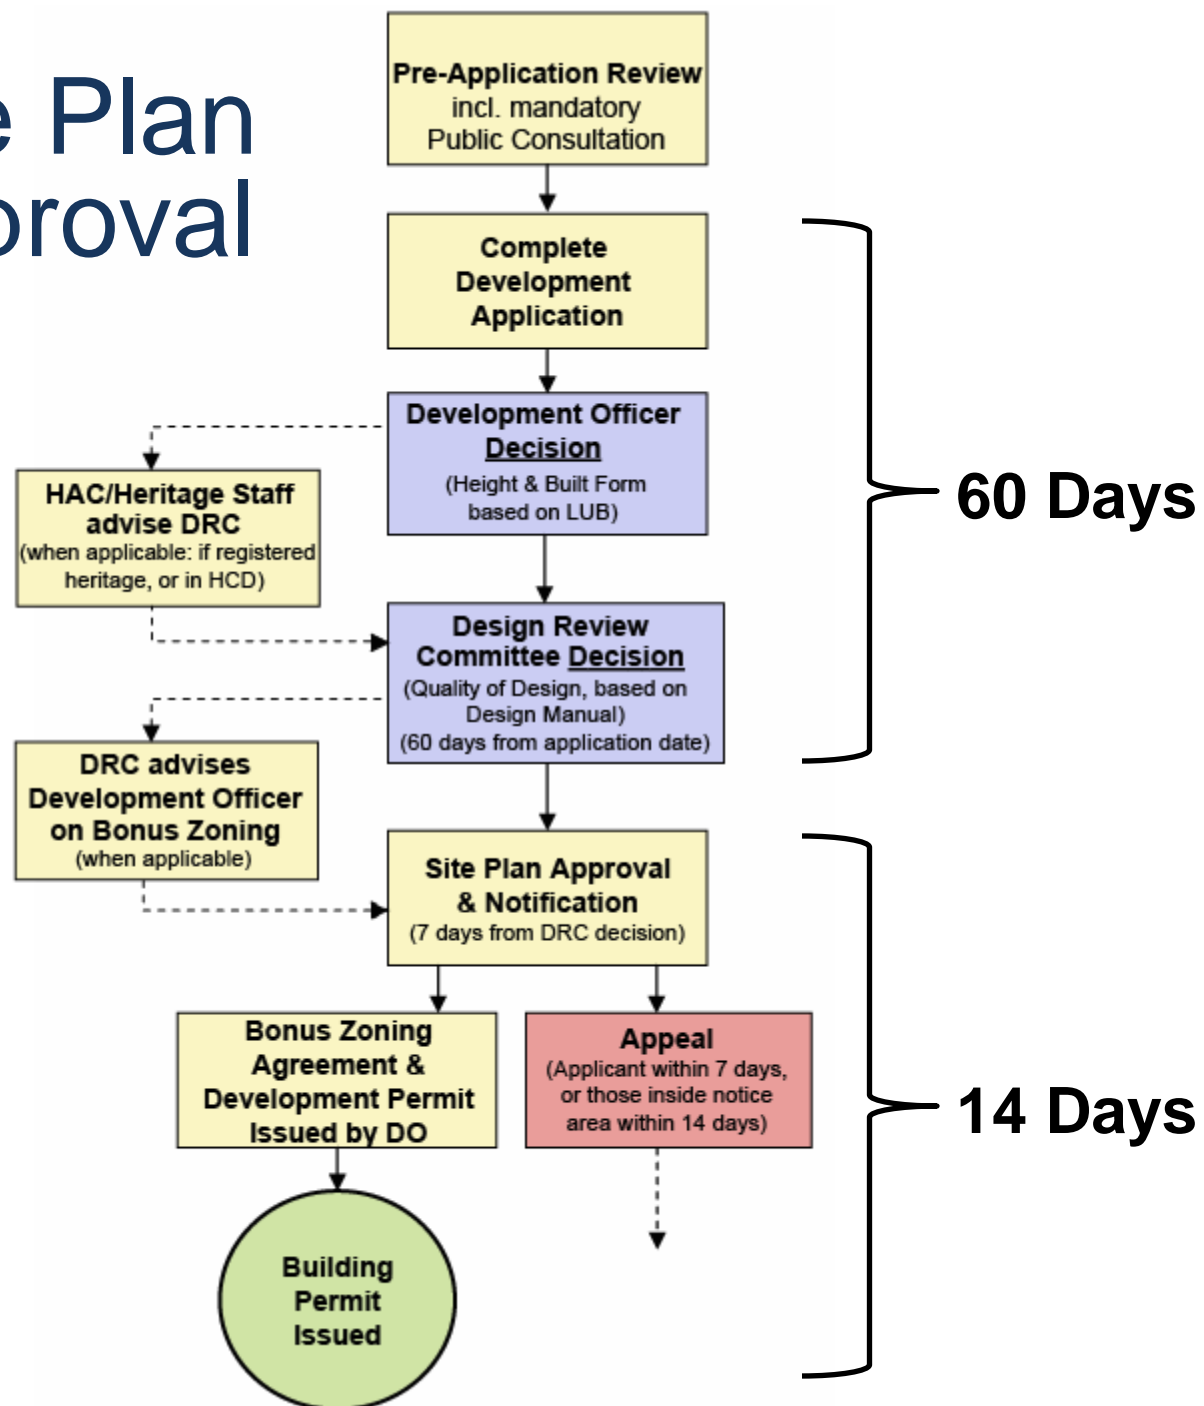 Plan
Pre-Application Review
incl. mandatory
Public Consultation
Complete
Development
Application
Development Officer
Decision
(Height & Built Form
based on LUB)
HAC/Heritage Staff
advise DRC
(when applicable: if registered
heritage, or in HCD)
60 Days
Design Review
Committee Decision
(Quality of Design, based on
Design Manual)
(60 days from application date)
DRC advises
Development Officer
on Bonus Zoning
(when applicable)
Site Plan Approval
& Notification
(7 days from DRC decision)
Bonus Zoning
Agreement &
Development Permit
Issued by DO
Appeal
(Applicant within 7 days,
or those inside notice
area within 14 days)
14 Days
Building
Permit
Issued